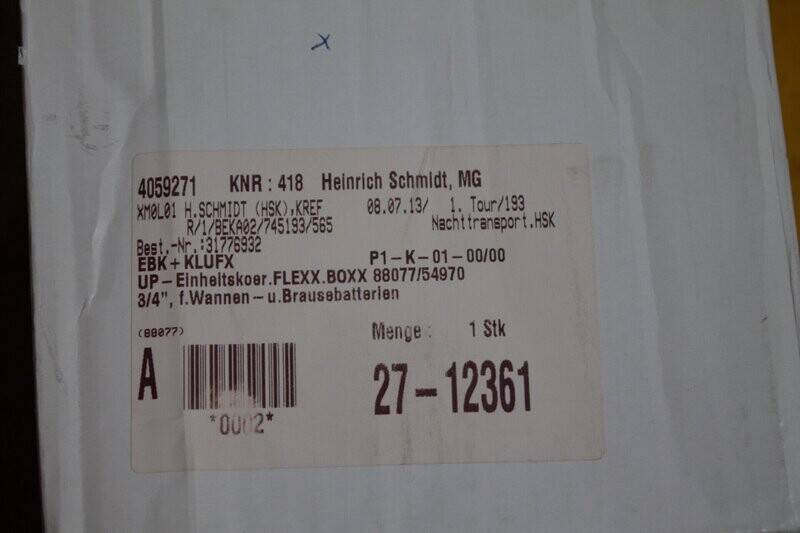 x
4059271 KNR : 418 Heinrich Schmidt, MG
XM0L01 H.SCHMIDT (HSK),KREF 08.07.13/ 1. Tour/193
R/1/BEKA02/745193/565 Nachttransport,HSK
Best.-Nr.:31776932
EBK+KLUFX P1-K-01-00/00
UP-Einheitskoer.FLEXX.BOXX 88077/54970
3/4", f.Wannen-u.Brausebatterien
(88077) Menge : 1 Stk
A 27-12361
*0002*